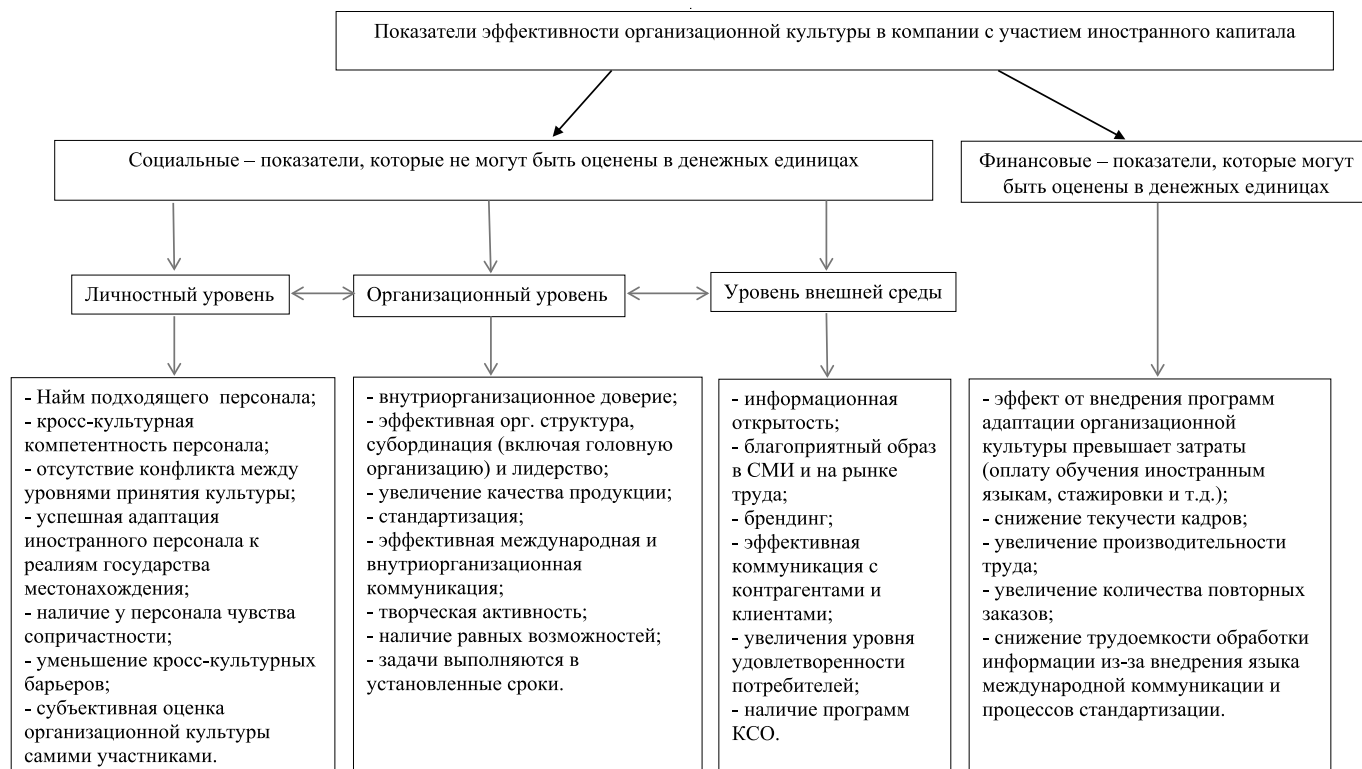 Показатели эффективности организационной культуры в компании с участием иностранного капитала
Социальные – показатели, которые не могут быть оценены в денежных единицах
Финансовые – показатели, которые могут
быть оценены в денежных единицах
Личностный уровень
Организационный уровень
Уровень внешней среды
- Найм подходящего персонала;
- кросс-культурная
компетентность персонала;
- отсутствие конфликта между
уровнями принятия культуры;
- успешная адаптация
иностранного персонала к
реалиям государства
местонахождения;
- наличие у персонала чувства
сопричастности;
- уменьшение кросс-культурных
барьеров;
- субъективная оценка
организационной культуры
самими участниками.
- внутриорганизационное доверие;
- эффективная орг. структура,
субординация (включая головную
организацию) и лидерство;
- увеличение качества продукции;
- стандартизация;
- эффективная международная и
внутриорганизационная
коммуникация;
- творческая активность;
- наличие равных возможностей;
- задачи выполняются в
установленные сроки.
- информационная
открытость;
- благоприятный образ
в СМИ и на рынке
труда;
- брендинг;
- эффективная
коммуникация с
контрагентами и
клиентами;
- увеличения уровня
удовлетворенности
потребителей;
- наличие программ
КСО.
- эффект от внедрения программ
адаптации организационной
культуры превышает затраты
(оплату обучения иностранным
языкам, стажировки и т.д.);
- снижение текучести кадров;
- увеличение производительности
труда;
- увеличение количества повторных
заказов;
- снижение трудоемкости обработки
информации из-за внедрения языка
международной коммуникации и
процессов стандартизации.